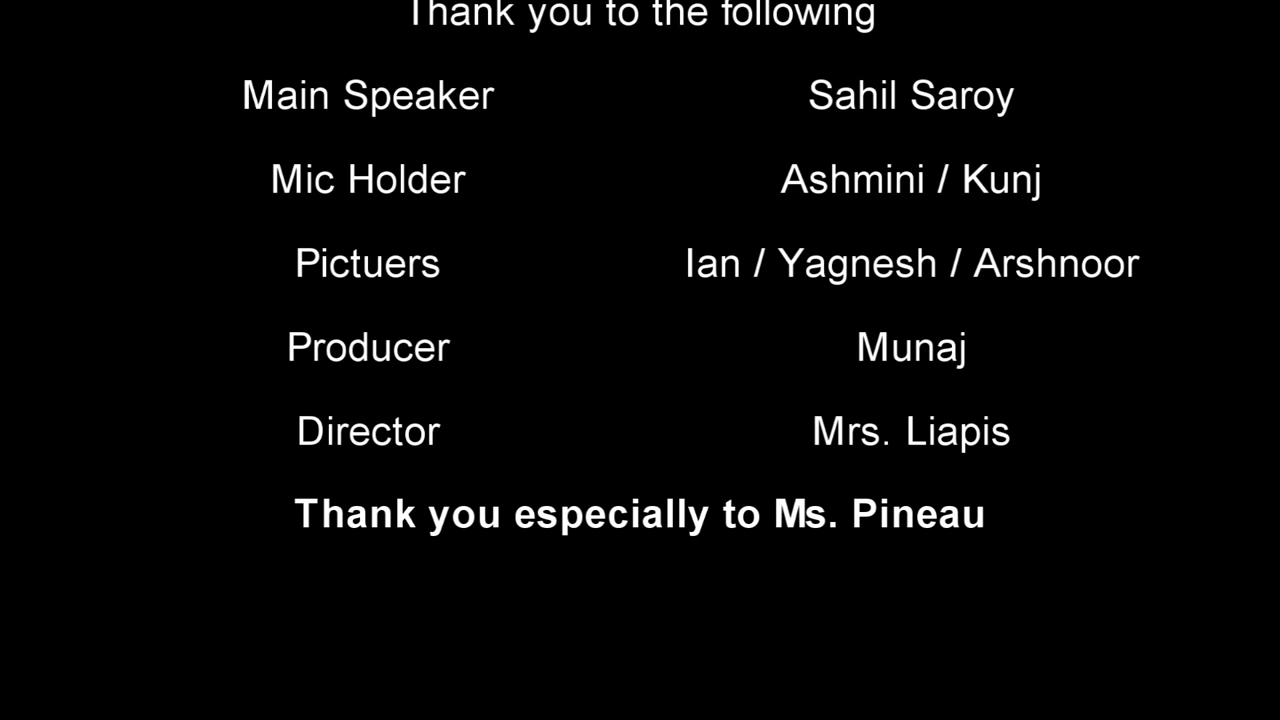 Thank you to the following
Main Speaker Sahil Saroy
Mic Holder Ashmini / Kunj
Pictuers Ian / Yagnesh / Arshnoor
Producer Munaj
Director Mrs. Liapis
Thank you especially to Ms. Pineau